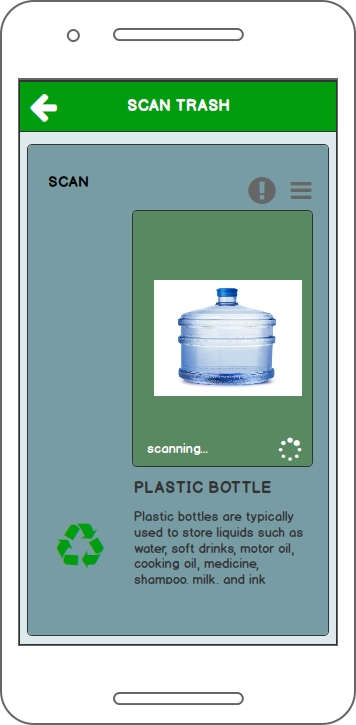 SCAN TRASH
SCAN
scanning...
PLASTIC BOTTLE
Plastic bottles are typically
used to store liquids such as
water, soft drinks, motor oil,
cooking oil, medicine,
shampoo, milk, and ink